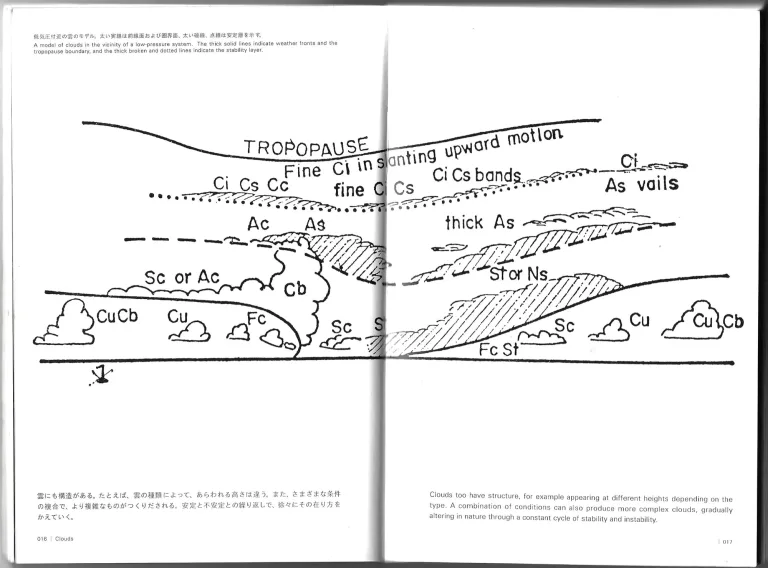 低気圧付近の雲のモデル。太い実線は前線面および圏界面、太い破線、点線は安定層を示す。
A model of clouds in the vicinity of a low-pressure system. The thick solid lines indicate weather fronts and the
tropopause boundary, and the thick broken and dotted lines indicate the stability layer.
TROPOPAUSE
Fine Ci in slanting upward motion
Ci Cs Cc
fine Ci Cs
Ci Cs bands
Ci
As vails
Ac
As
thick As
Sc or Ac
Cb
St or Ns
CuCb
Cu
Fc
Sc
S
Fc St
Sc
Cu
Cu Cb
雲にも構造がある。たとえば、雲の種類によって、あらわれる高さは違う。また、さまざまな条件
の複合で、より複雑なものがつくりだされる。安定と不安定との繰り返しで、徐々にその在り方を
かえていく。
016 | Clouds
Clouds too have structure, for example appearing at different heights depending on the
type. A combination of conditions can also produce more complex clouds, gradually
altering in nature through a constant cycle of stability and instability.
| 017